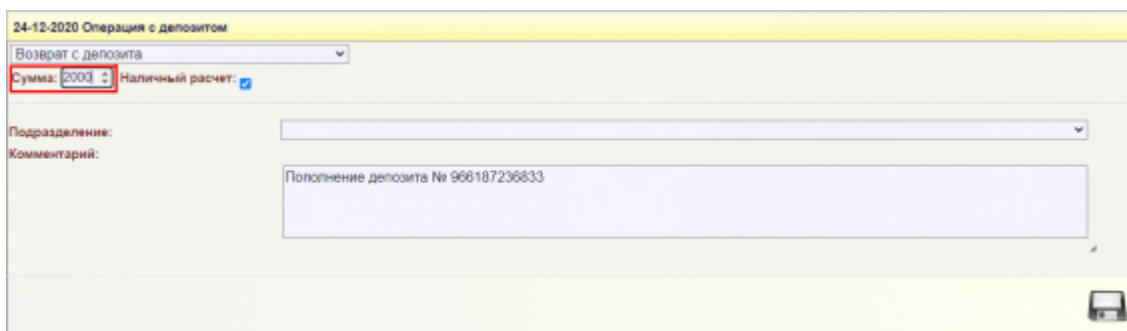 24-12-2020 Операция с депозитом
Возврат с депозита
Сумма: 2000 Наличный расчет:
Подразделение:
Комментарий:
Пополнение депозита № 966187236833